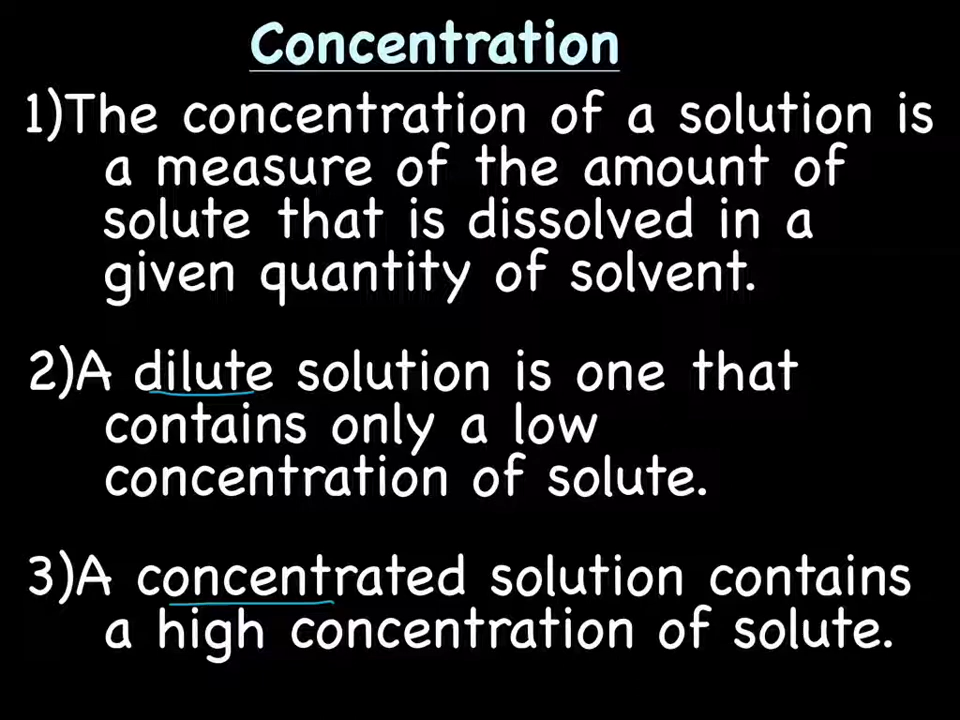 Concentration
1)The concentration of a solution is
a measure of the amount of
solute that is dissolved in a
given quantity of solvent.
2)A dilute solution is one that
contains only a low
concentration of solute.
3)A concentrated solution contains
a high concentration of solute.